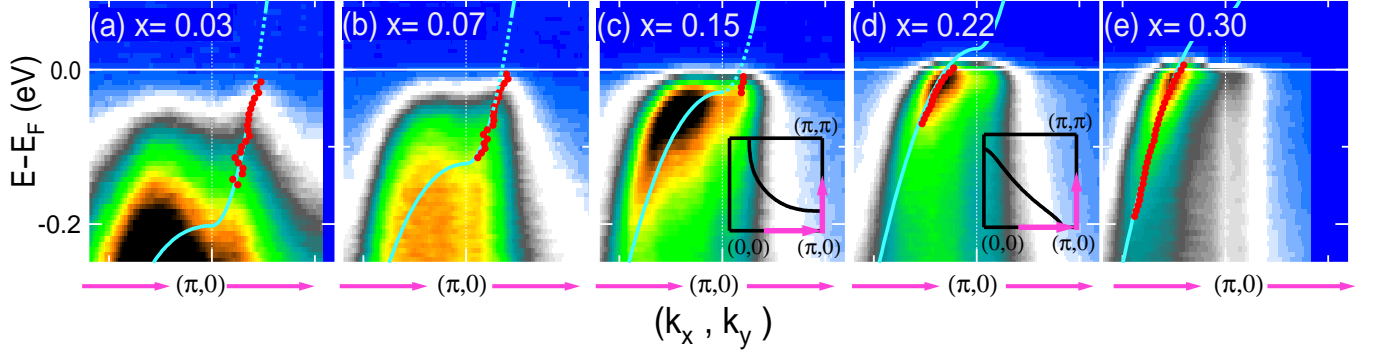 (a) x= 0.03
(b) x= 0.07
(c) x= 0.15
(d) x= 0.22
(e) x= 0.30
E−E_F (eV)
0.0
-0.2
(π,π)
(0,0)
(π,0)
(π,π)
(0,0)
(π,0)
(π,0)
(π,0)
(π,0)
(π,0)
(π,0)
(k_x , k_y )